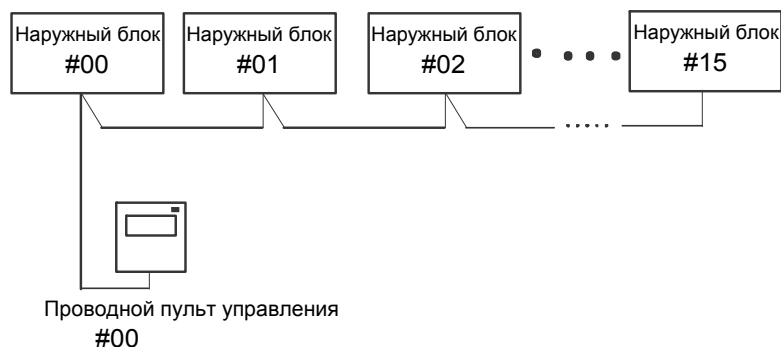 Наружный блок
#00
Наружный блок
#01
Наружный блок
#02
Наружный блок
#15
Проводной пульт управления
#00